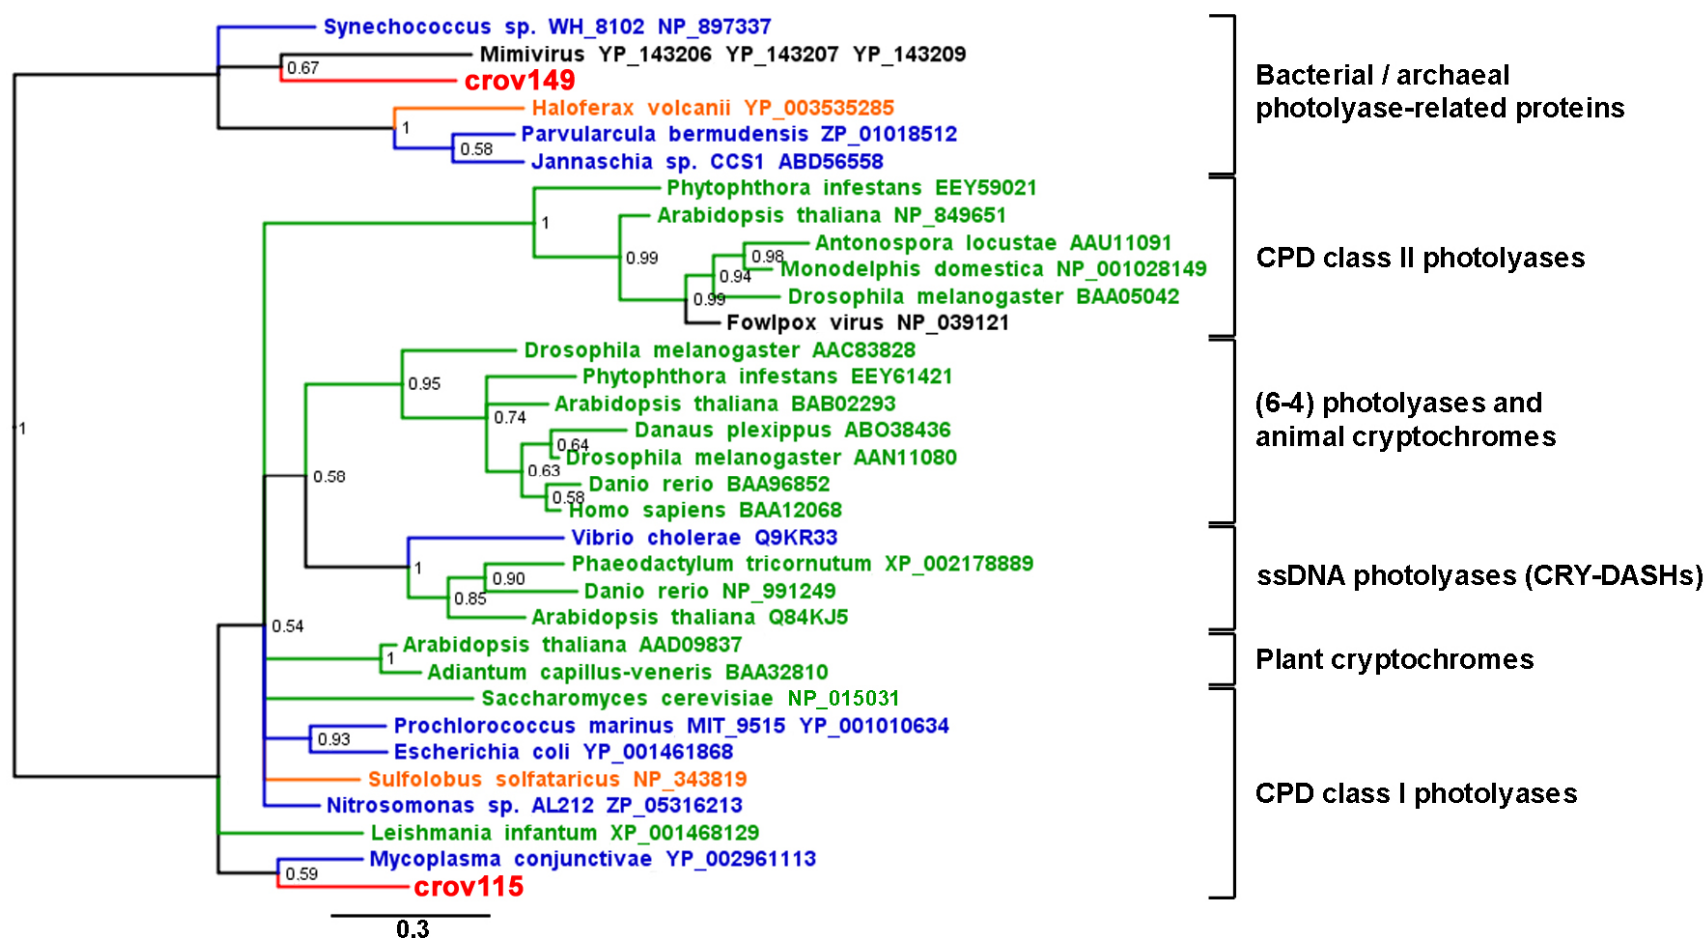 Synechococcus sp. WH_8102 NP_897337
Mimivirus YP_143206 YP_143207 YP_143209
0.67
crov149
Haloferax volcanii YP_003535285
1
Parvularcula bermudensis ZP_01018512
0.58
Jannaschia sp. CCS1 ABD56558
Bacterial / archaeal
photolyase-related proteins
Phytophthora infestans EEY59021
1
Arabidopsis thaliana NP_849651
Antonospora locustae AAU11091
0.98
0.99
Monodelphis domestica NP_001028149
0.94
Drosophila melanogaster BAA05042
0.99
Fowlpox virus NP_039121
CPD class II photolyases
Drosophila melanogaster AAC83828
0.95
Phytophthora infestans EEY61421
Arabidopsis thaliana BAB02293
0.74
Danaus plexippus ABO38436
0.64
Drosophila melanogaster AAN11080
0.63
Danio rerio BAA96852
0.58
Homo sapiens BAA12068
(6-4) photolyases and
animal cryptochromes
1
0.58
Vibrio cholerae Q9KR33
Phaeodactylum tricornutum XP_002178889
1
0.90
Danio rerio NP_991249
0.85
Arabidopsis thaliana Q84KJ5
ssDNA photolyases (CRY-DASHs)
0.54
Arabidopsis thaliana AAD09837
1
Adiantum capillus-veneris BAA32810
Plant cryptochromes
Saccharomyces cerevisiae NP_015031
Prochlorococcus marinus MIT_9515 YP_001010634
0.93
Escherichia coli YP_001461868
Sulfolobus solfataricus NP_343819
Nitrosomonas sp. AL212 ZP_05316213
Leishmania infantum XP_001468129
Mycoplasma conjunctivae YP_002961113
0.59
crov115
CPD class I photolyases
0.3